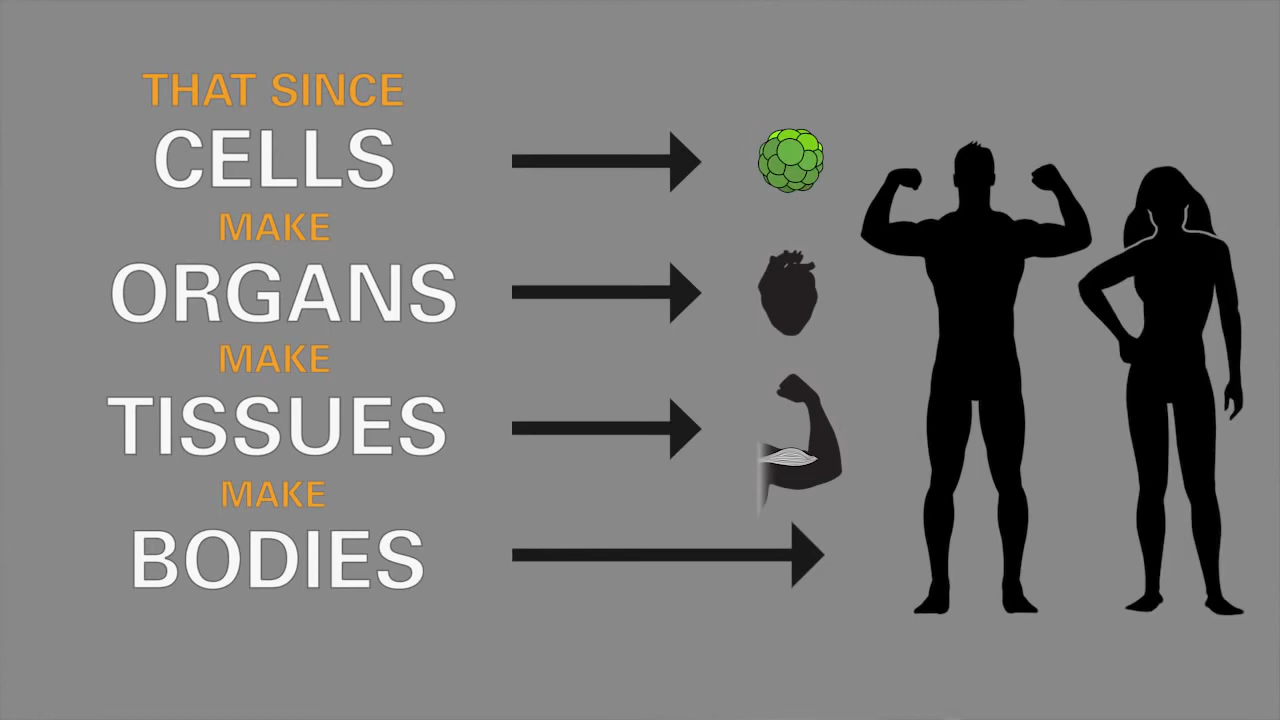 THAT SINCE
CELLS
MAKE
ORGANS
MAKE
TISSUES
MAKE
BODIES